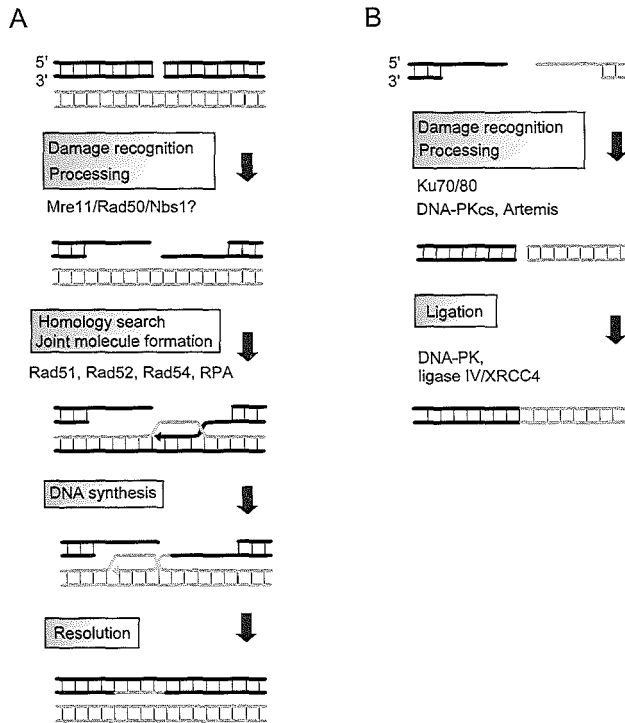 A
5'
3'
Damage recognition
Processing
Mre11/Rad50/Nbs1?
Homology search
Joint molecule formation
Rad51, Rad52, Rad54, RPA
DNA synthesis
Resolution
B
5'
3'
Damage recognition
Processing
Ku70/80
DNA-PKcs, Artemis
Ligation
DNA-PK,
ligase IV/XRCC4